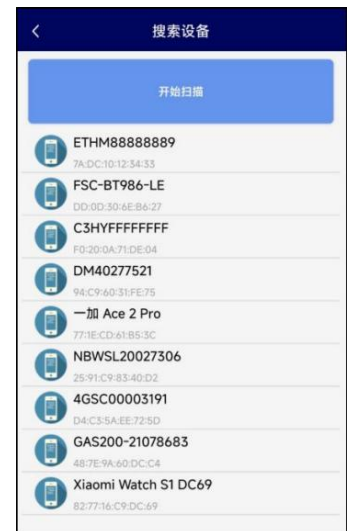 搜索设备
开始扫描
ETHM88888889
7A:DC:10:12:34:33
FSC-BT986-LE
DD:0D:30:6E:B6:27
C3HYFFFFFFFF
F0:20:0A:71:DE:04
DM40277521
94:C9:60:31:FE:75
一加 Ace 2 Pro
77:1E:CD:61:B5:3C
NBWSL20027306
25:91:C9:83:40:D2
4GSC00003191
D4:C3:5A:EE:72:5D
GAS200-21078683
48:7E:9A:60:DC:C4
Xiaomi Watch S1 DC69
82:77:16:C9:DC:69